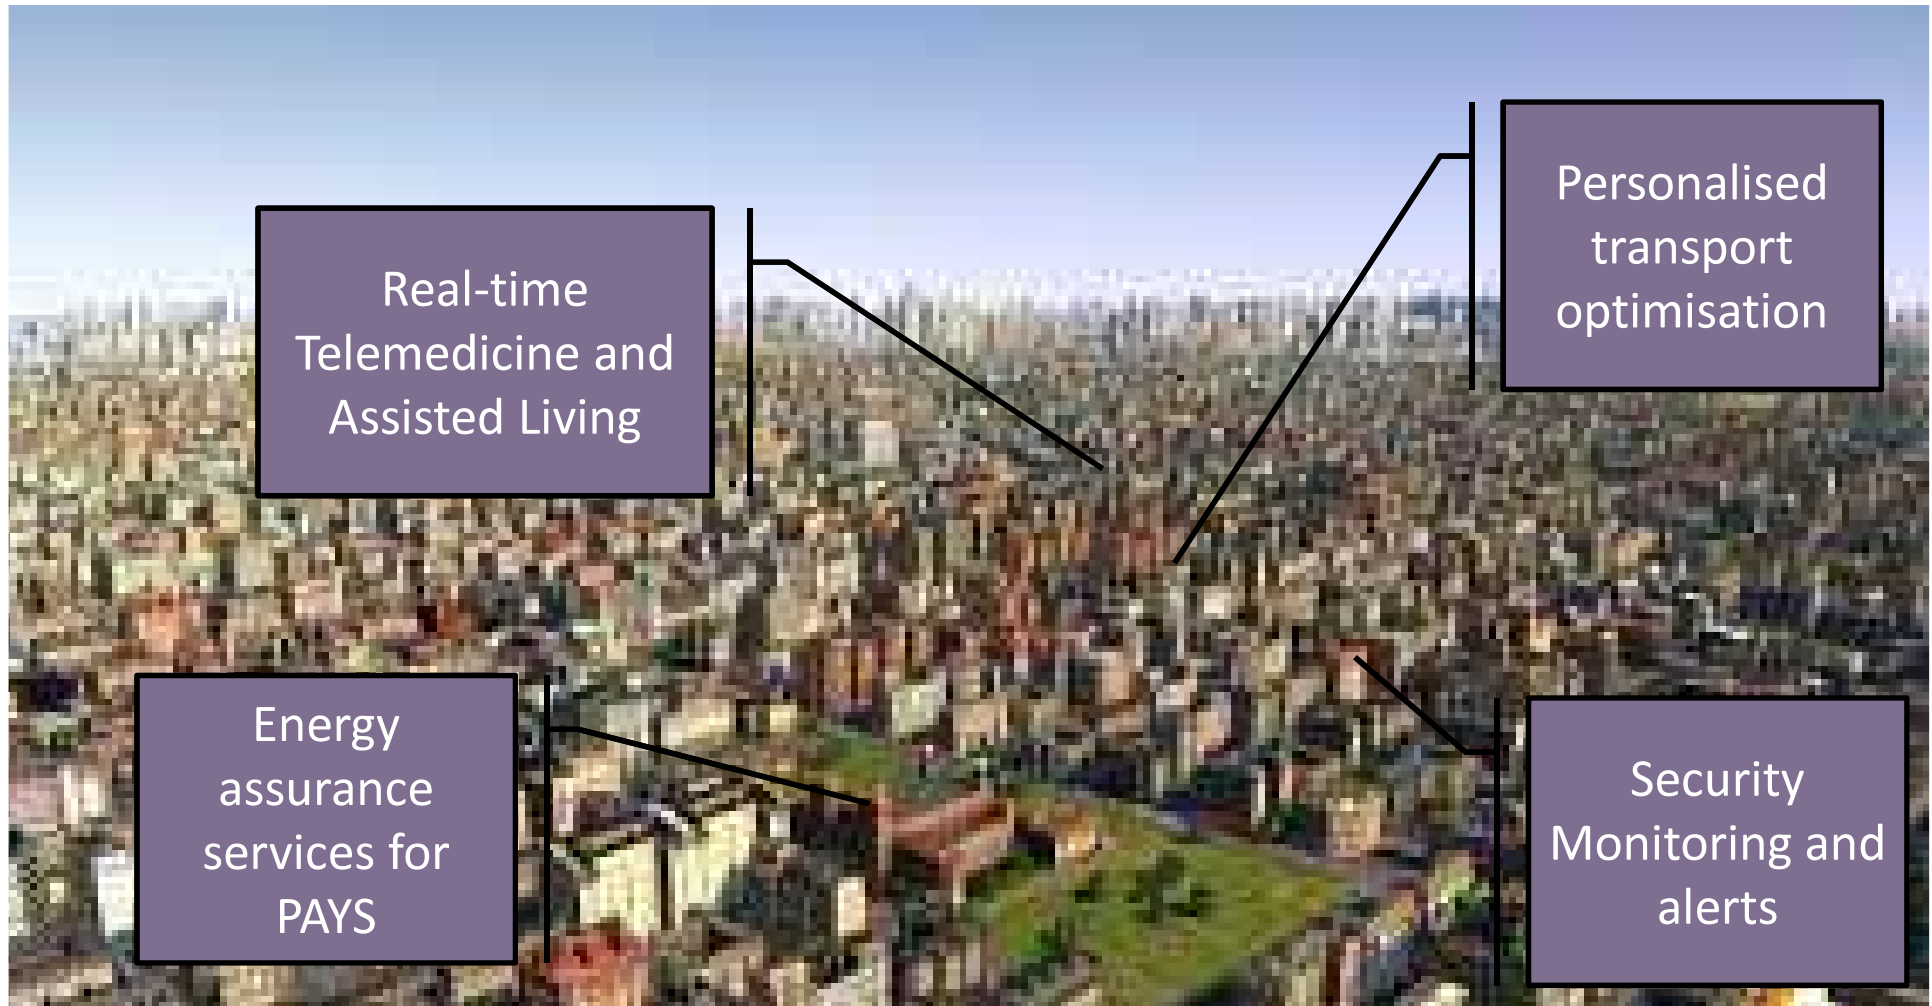 Real-time
Telemedicine and
Assisted Living
Personalised
transport
optimisation
Energy
assurance
services for
PAYS
Security
Monitoring and
alerts